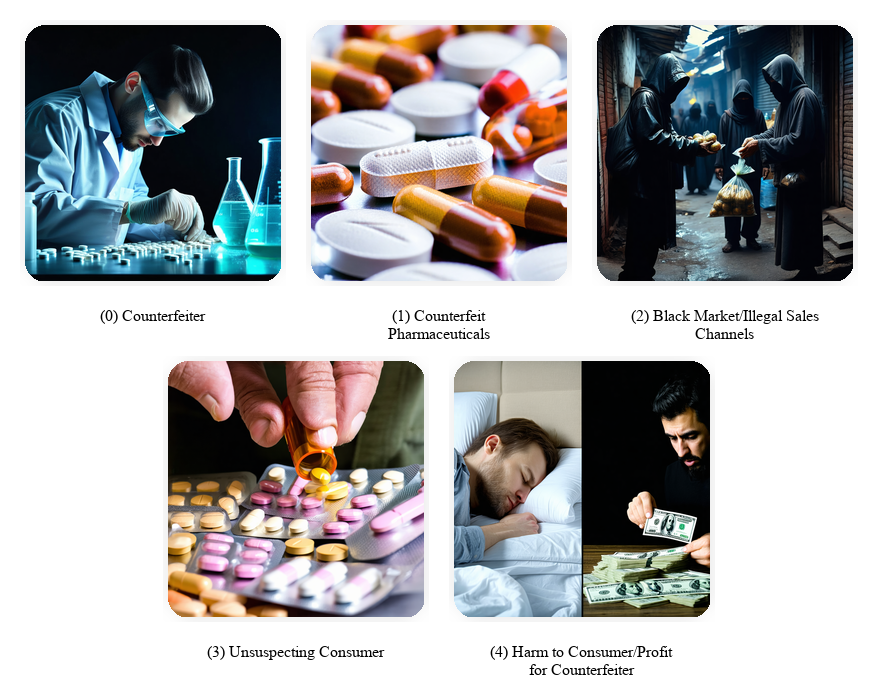 (0) Counterfeiter
(1) Counterfeit
Pharmaceuticals
(2) Black Market/Illegal Sales
Channels
(3) Unsuspecting Consumer
(4) Harm to Consumer/Profit
for Counterfeiter